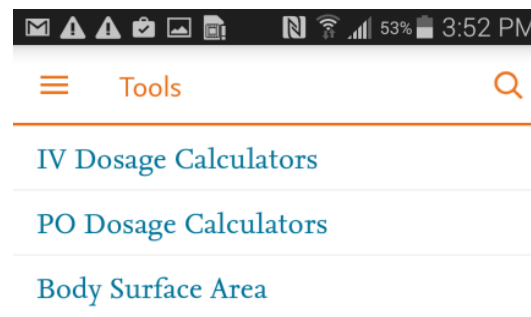 53% 3:52 PM
Tools
IV Dosage Calculators
PO Dosage Calculators
Body Surface Area